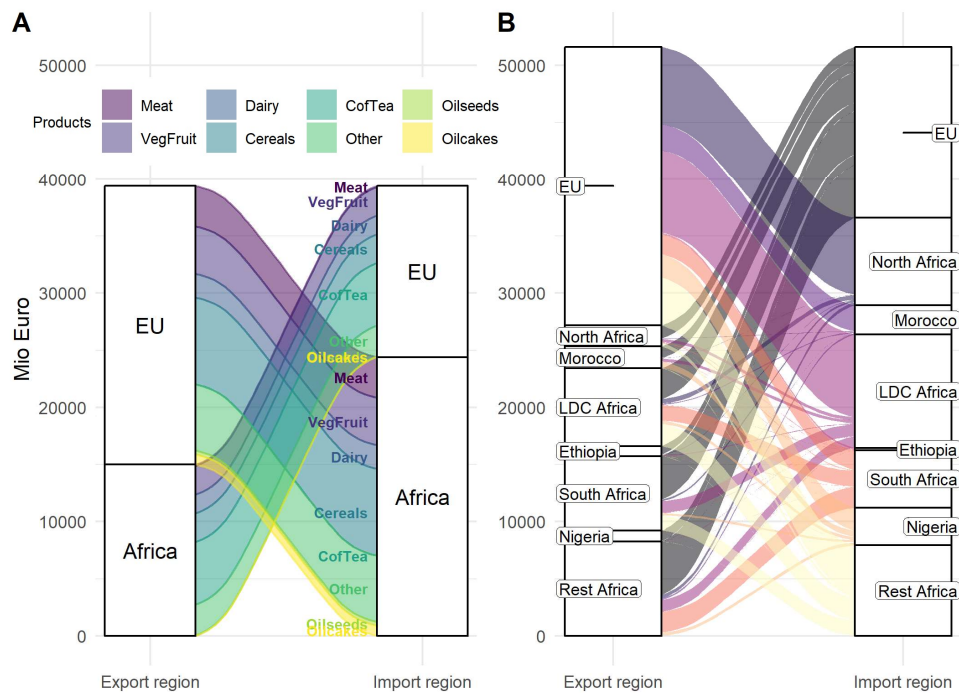 A
B
Mio Euro
50000
40000
30000
20000
10000
0
Products
Meat
Dairy
CofTea
Oilseeds
VegFruit
Cereals
Other
Oilcakes
EU
Africa
Meat
VegFruit
Dairy
Cereals
CofTea
Other
Oilcakes
Meat
VegFruit
Dairy
Cereals
CofTea
Other
Oilseeds
Oilcakes
EU
Africa
Export region
Import region
50000
40000
30000
20000
10000
0
EU
North Africa
Morocco
LDC Africa
Ethiopia
South Africa
Nigeria
Rest Africa
EU
North Africa
Morocco
LDC Africa
Ethiopia
South Africa
Nigeria
Rest Africa
Export region
Import region